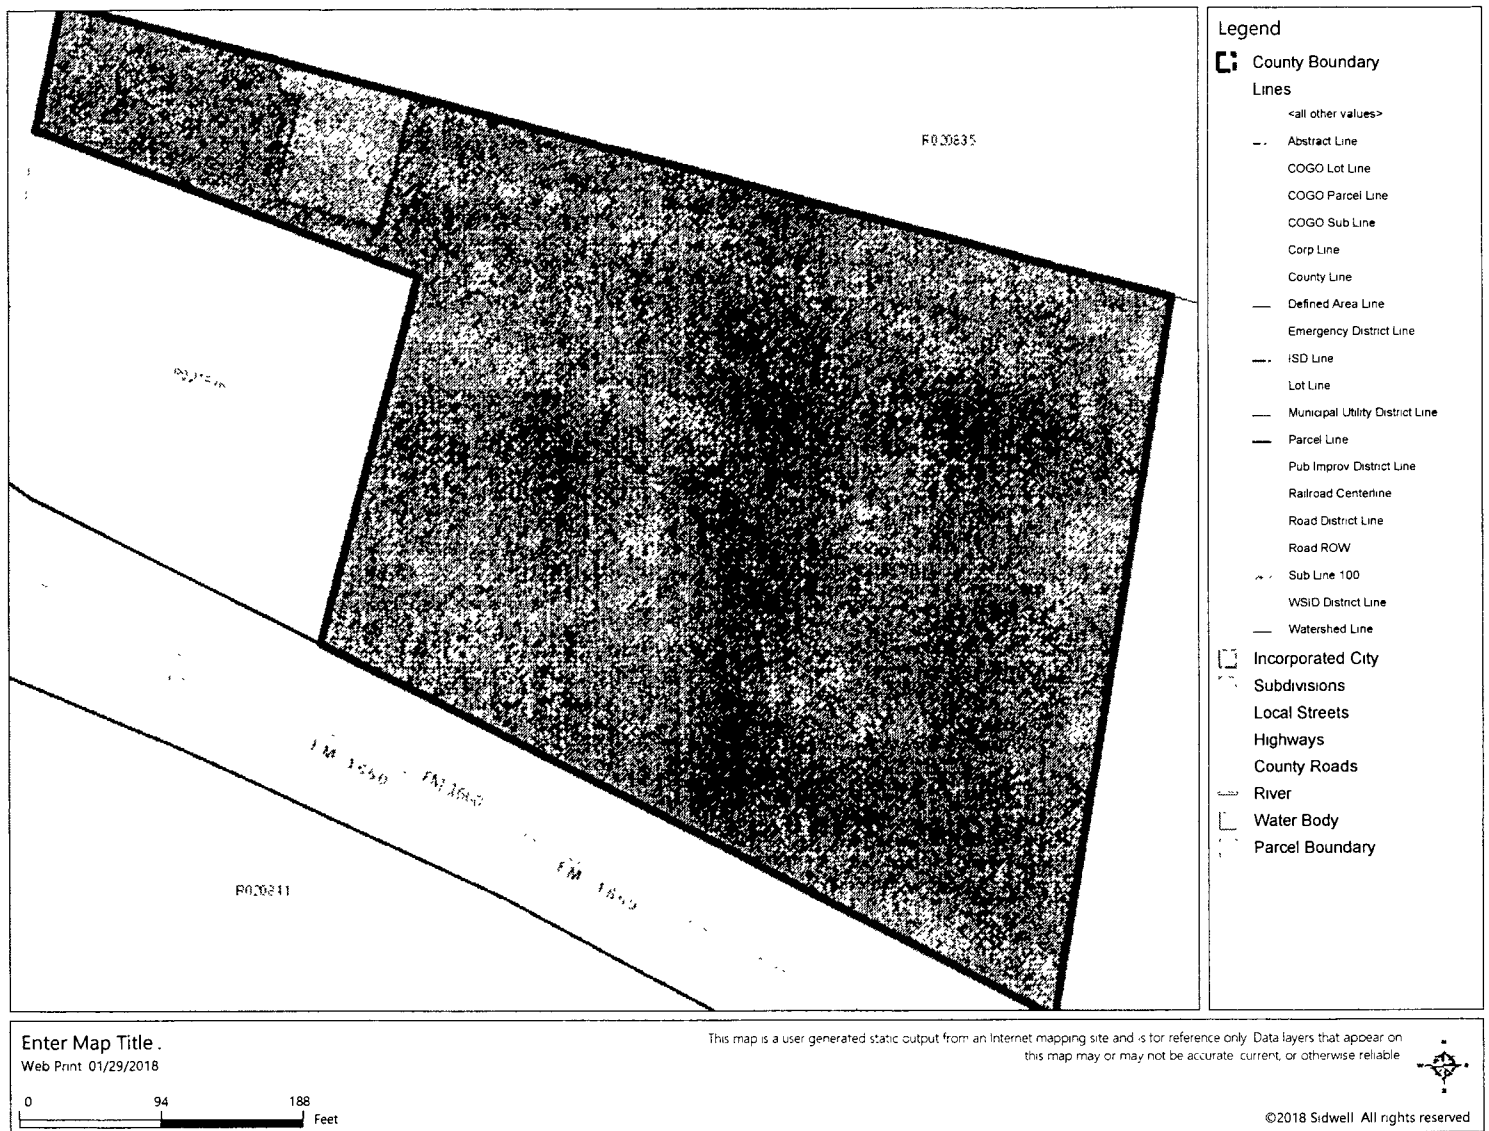 R020835
FM 1660
FM 1660
FM 1660
R020841
Legend
County Boundary
Lines
<all other values>
Abstract Line
COGO Lot Line
COGO Parcel Line
COGO Sub Line
Corp Line
County Line
Defined Area Line
Emergency District Line
ISD Line
Lot Line
Municipal Utility District Line
Parcel Line
Pub Improv District Line
Railroad Centerline
Road District Line
Road ROW
Sub Line 100
WSID District Line
Watershed Line
Incorporated City
Subdivisions
Local Streets
Highways
County Roads
River
Water Body
Parcel Boundary
Enter Map Title .
Web Print 01/29/2018
0 94 188
Feet
This map is a user generated static output from an Internet mapping site and is for reference only Data layers that appear on
this map may or may not be accurate current, or otherwise reliable
©2018 Sidwell All rights reserved